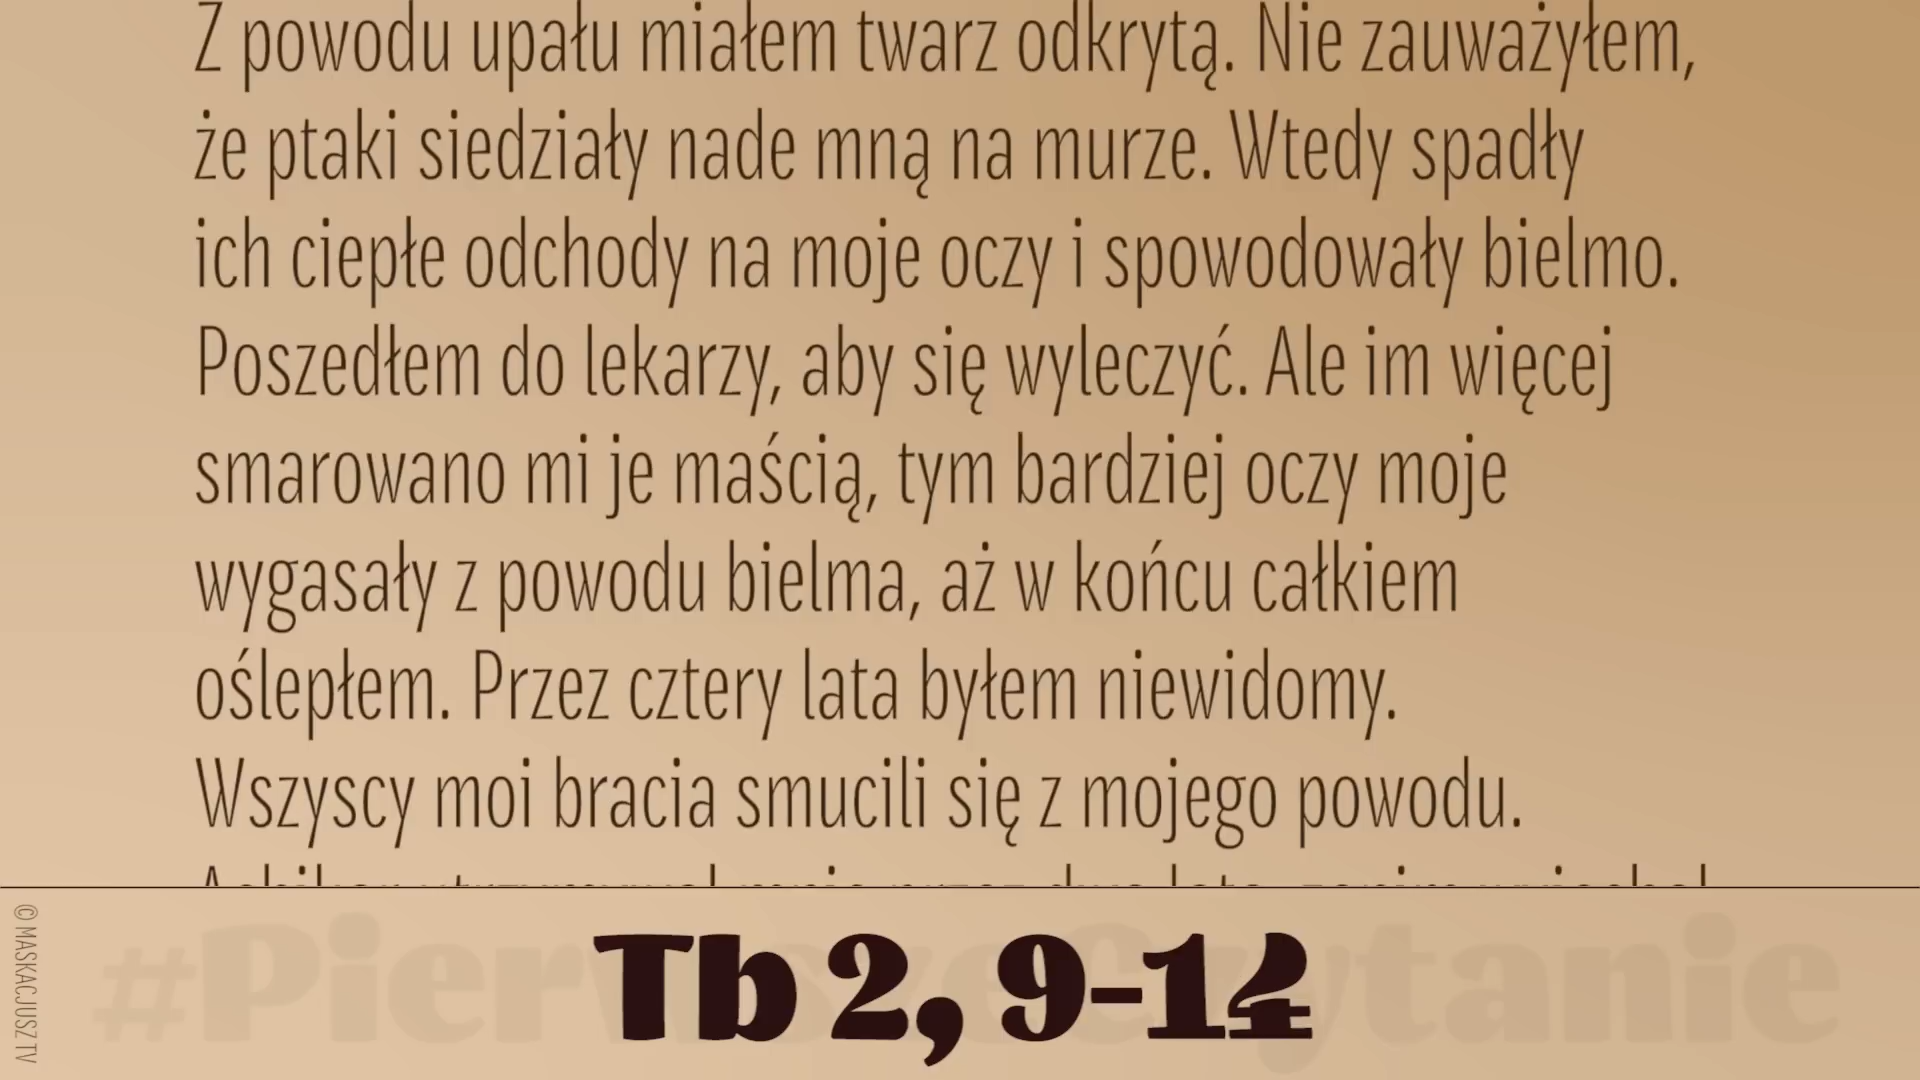 Z powodu upału miałem twarz odkrytą. Nie zauważyłem,
że ptaki siedziały nade mną na murze. Wtedy spadły
ich ciepłe odchody na moje oczy i spowodowały bielmo.
Poszedłem do lekarzy, aby się wyleczyć. Ale im więcej
smarowano mi je maścią, tym bardziej oczy moje
wygasały z powodu bielma, aż w końcu całkiem
oślepłem. Przez cztery lata byłem niewidomy.
Wszyscy moi bracia smucili się z mojego powodu.
#PierwszeCzytanie
Tb 2, 9-14
© MASKACJUSZ TV